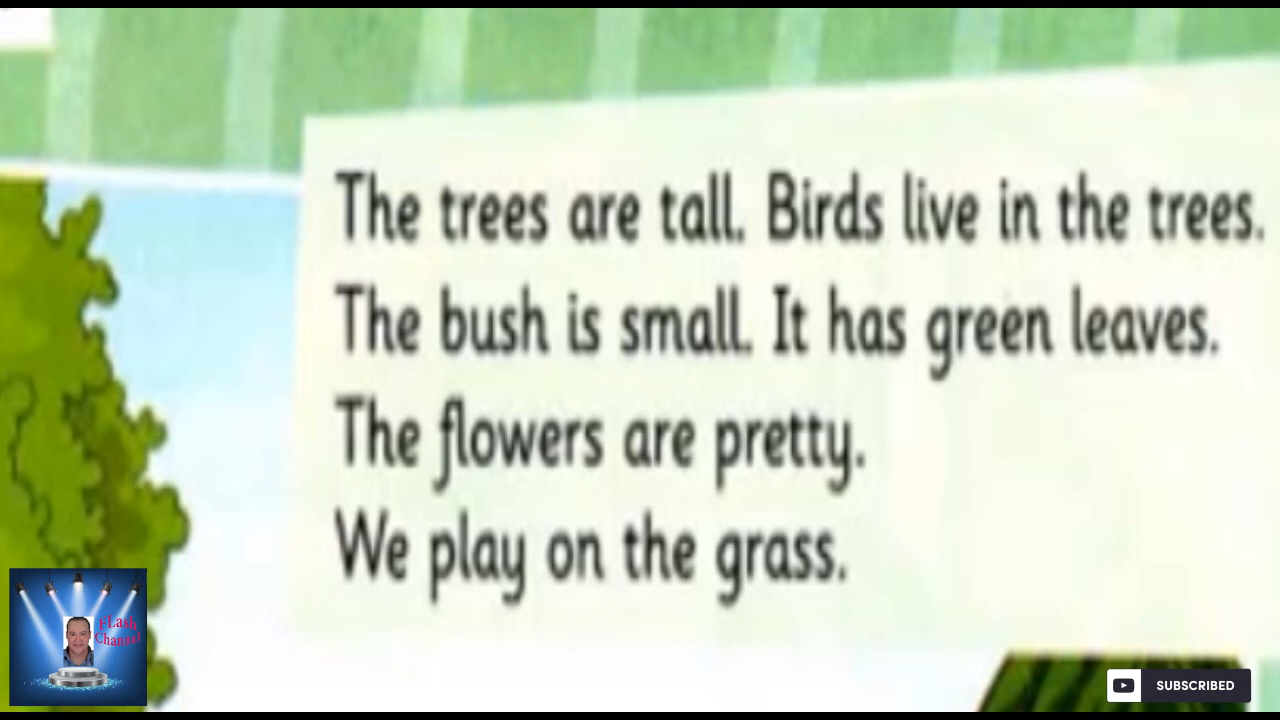 The trees are tall. Birds live in the trees.
The bush is small. It has green leaves.
The flowers are pretty.
We play on the grass.
FLash
Channel
SUBSCRIBED